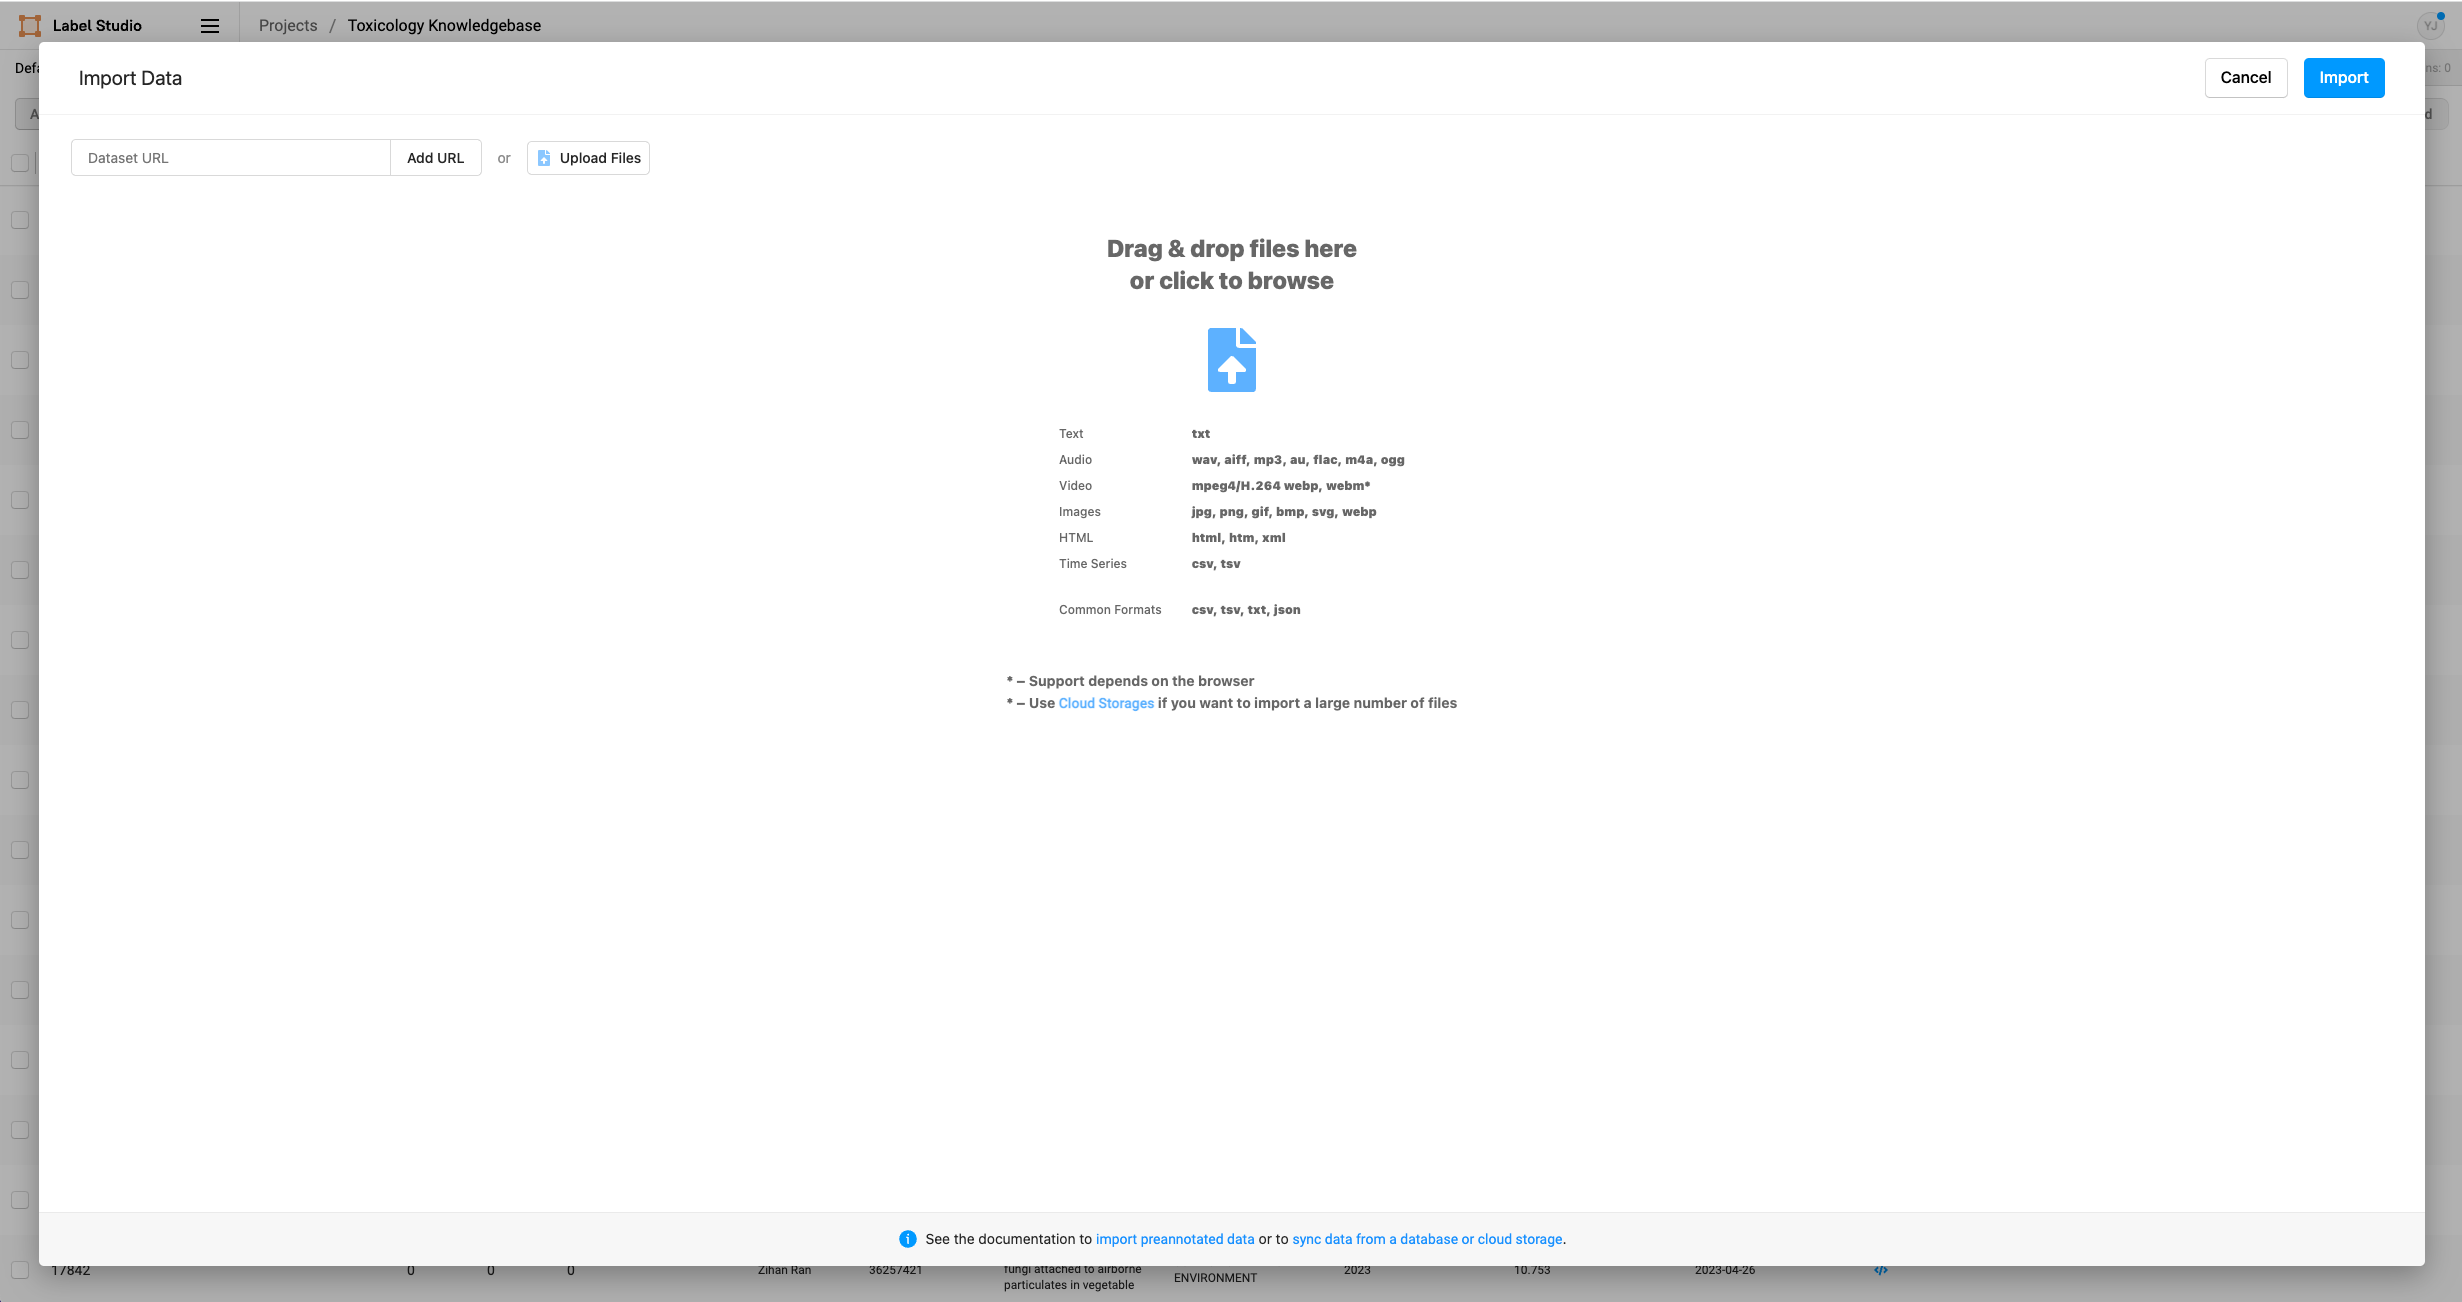 Label Studio
Projects / Toxicology Knowledgebase
YJ
Import Data
Cancel
Import
Dataset URL
Add URL
or
Upload Files
Drag & drop files here
or click to browse
Text txt
Audio wav, aiff, mp3, au, flac, m4a, ogg
Video mpeg4/H.264 webp, webm*
Images jpg, png, gif, bmp, svg, webp
HTML html, htm, xml
Time Series csv, tsv
Common Formats csv, tsv, txt, json
* – Support depends on the browser
* – Use Cloud Storages if you want to import a large number of files
See the documentation to import preannotated data or to sync data from a database or cloud storage.
17842 0 0 0 Zihan Ran 36257421 fungi attached to airborne 2023 10.753 2023-04-26
particulates in vegetable ENVIRONMENT